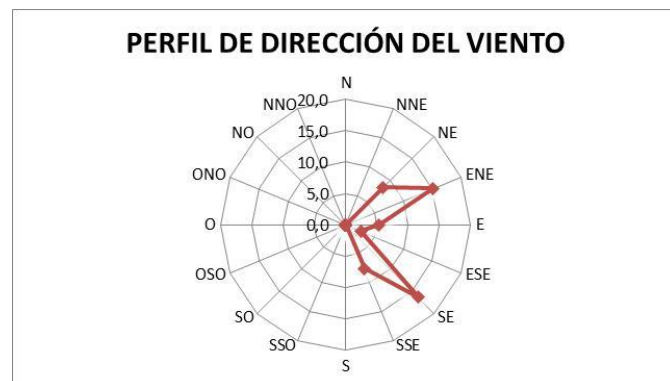 PERFIL DE DIRECCIÓN DEL VIENTO
N
NNO
20,0
NNE
NO
15,0
NE
10,0
ONO
5,0
ENE
O
0,0
E
OSO
ESE
SO
SE
SSO
SSE
S